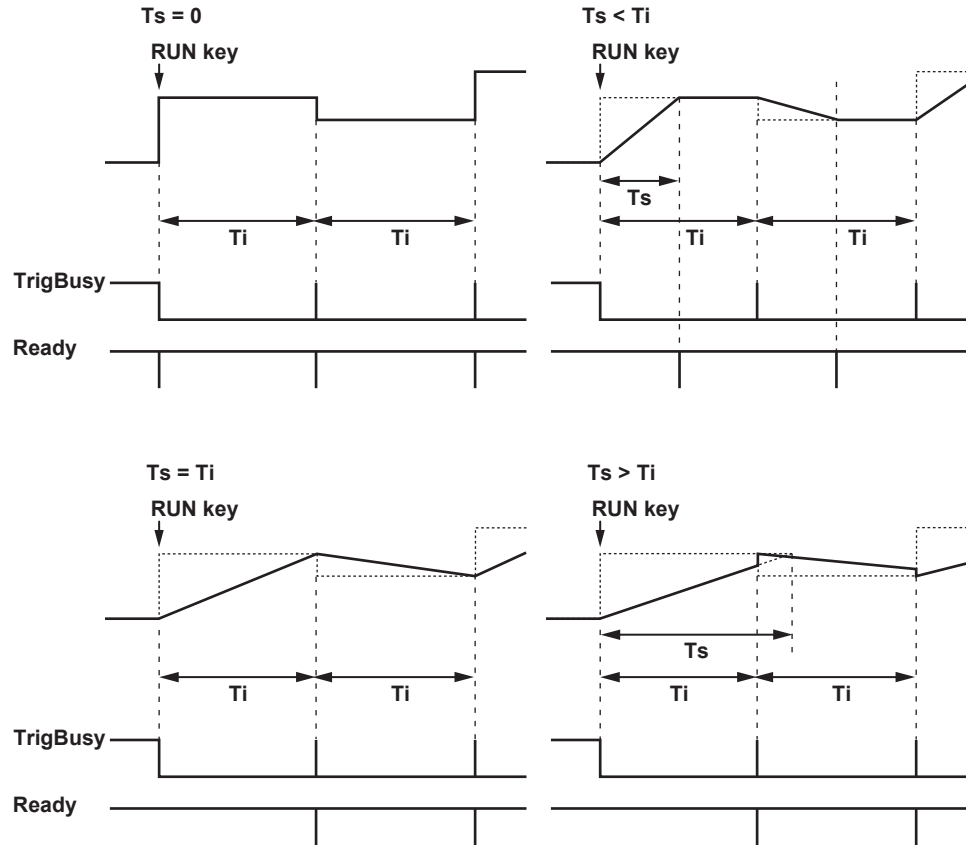 Ts = 0
RUN key
Ti
Ti
TrigBusy
Ready
Ts < Ti
RUN key
Ts
Ti
Ti
Ts = Ti
RUN key
Ti
Ti
TrigBusy
Ready
Ts > Ti
RUN key
Ts
Ti
Ti